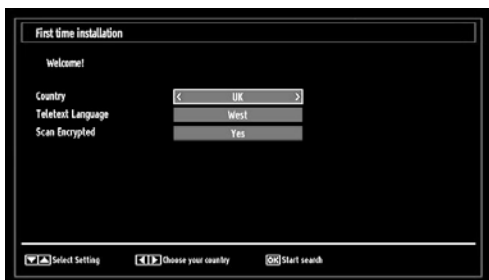 First time installation
Welcome!
Country < UK >
Teletext Language West
Scan Encrypted Yes
Select Setting Choose your country OK Start search